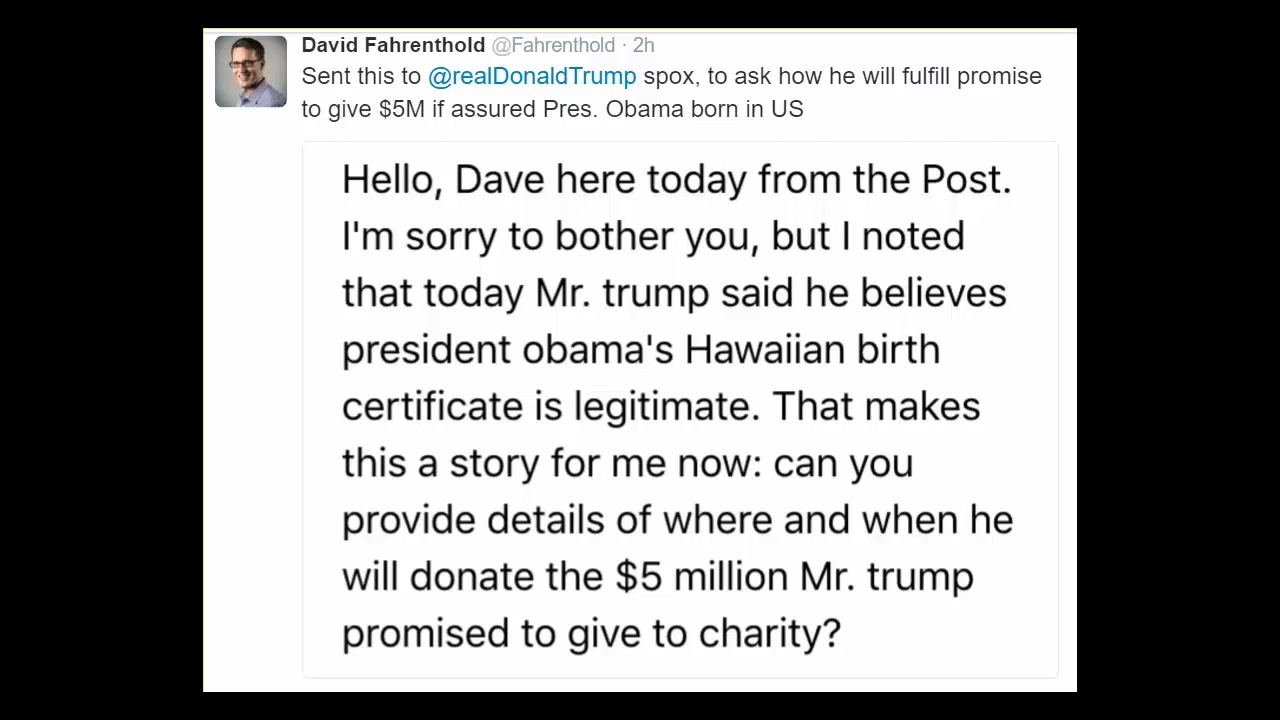 David Fahrenthold @Fahrenthold · 2h
Sent this to @realDonaldTrump spox, to ask how he will fulfill promise
to give $5M if assured Pres. Obama born in US
Hello, Dave here today from the Post.
I'm sorry to bother you, but I noted
that today Mr. trump said he believes
president obama's Hawaiian birth
certificate is legitimate. That makes
this a story for me now: can you
provide details of where and when he
will donate the $5 million Mr. trump
promised to give to charity?